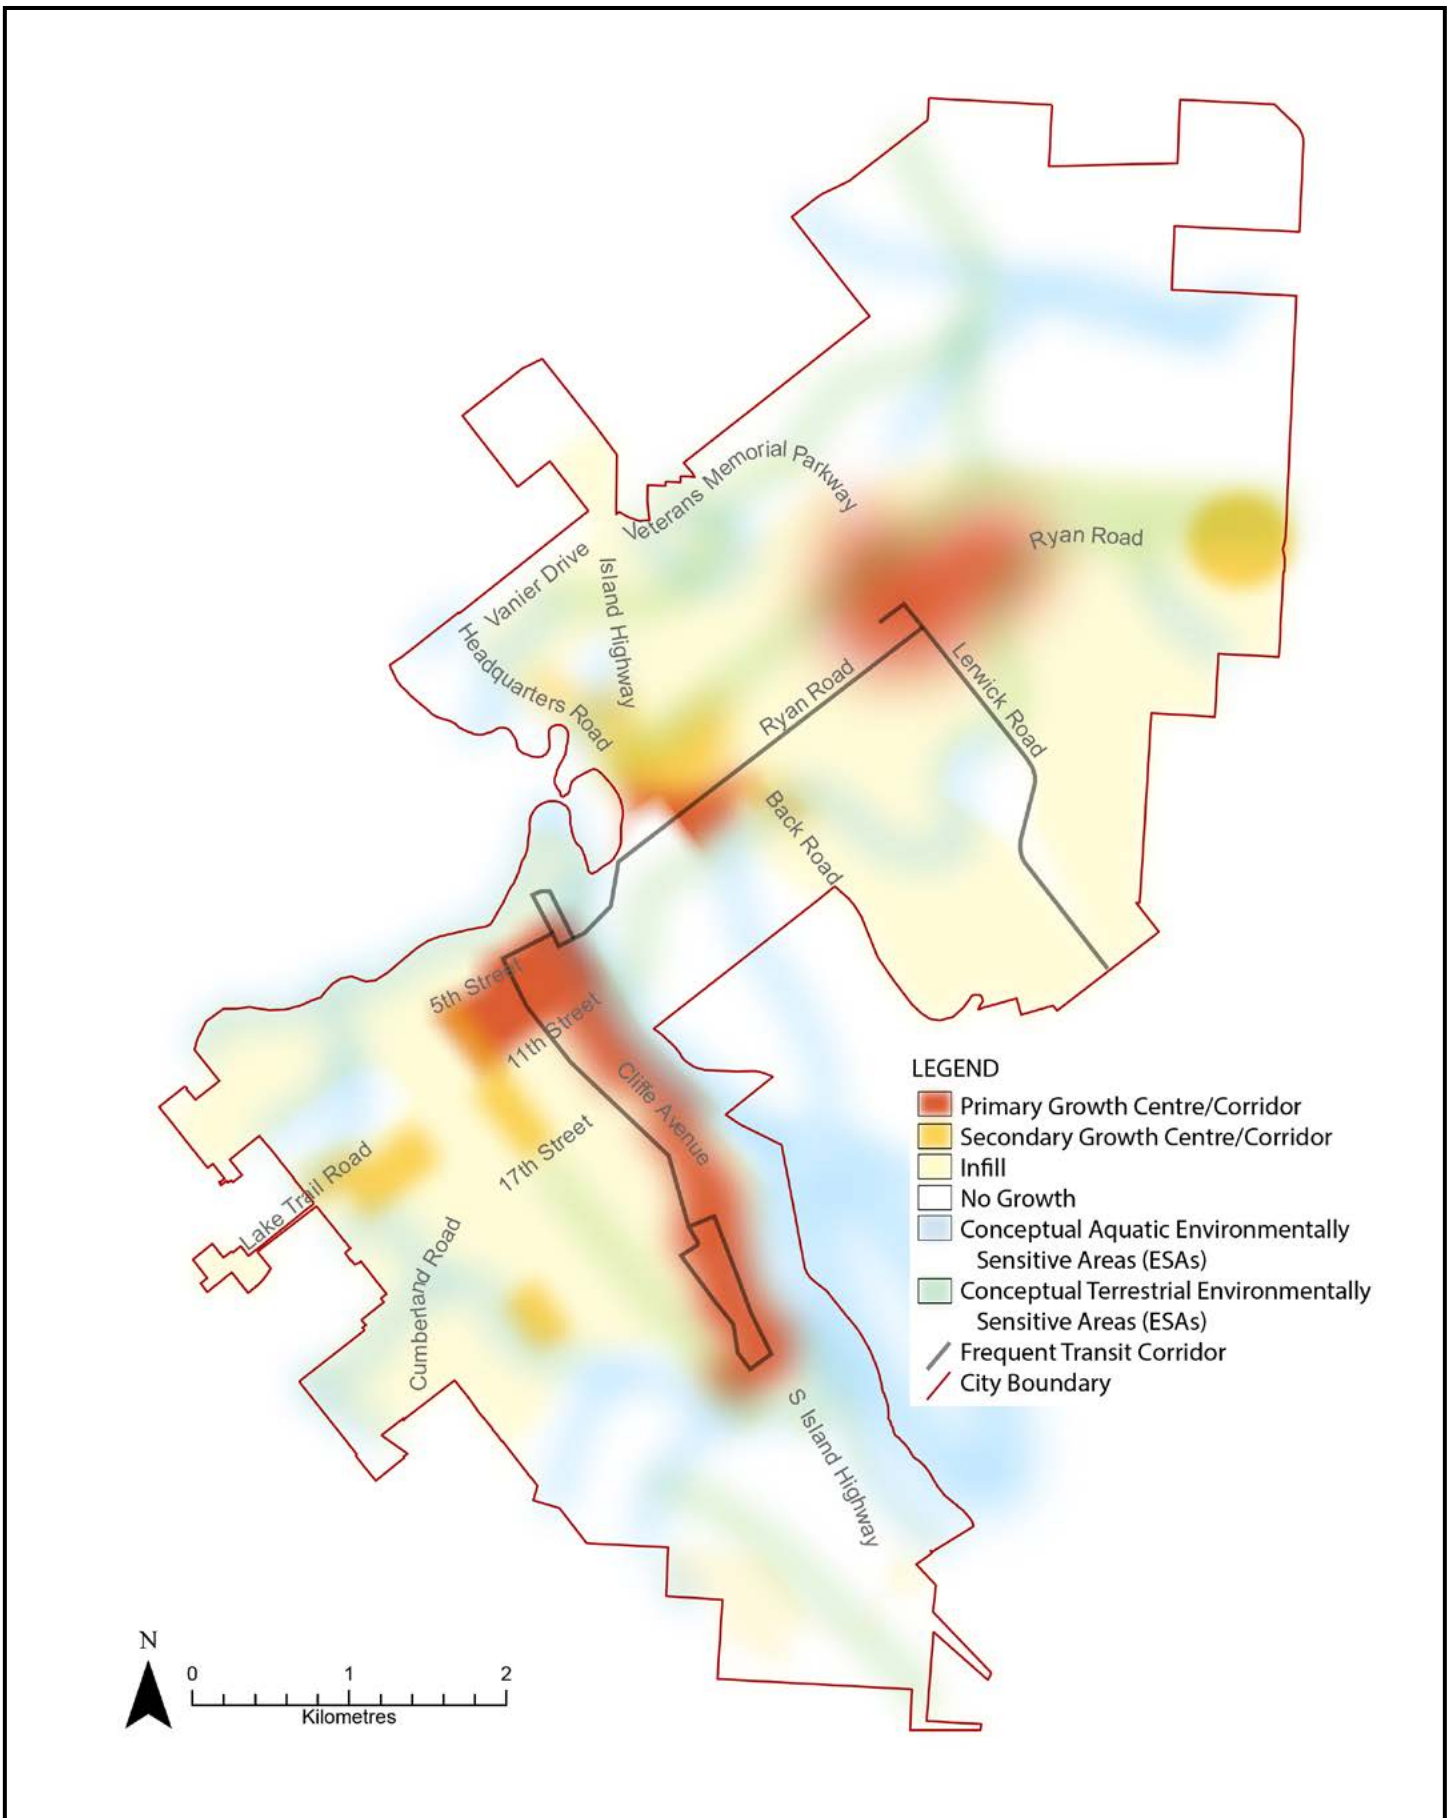 Veterans Memorial Parkway
Ryan Road
Vanier Drive
Island Highway
Headquarters Road
Ryan Road
Lerwick Road
Back Road
5th Street
11th Street
Cliffe Avenue
17th Street
Lake Trail Road
Cumberland Road
S Island Highway
LEGEND
Primary Growth Centre/Corridor
Secondary Growth Centre/Corridor
Infill
No Growth
Conceptual Aquatic Environmentally
Sensitive Areas (ESAs)
Conceptual Terrestrial Environmentally
Sensitive Areas (ESAs)
Frequent Transit Corridor
City Boundary
N
0 1 2
Kilometres